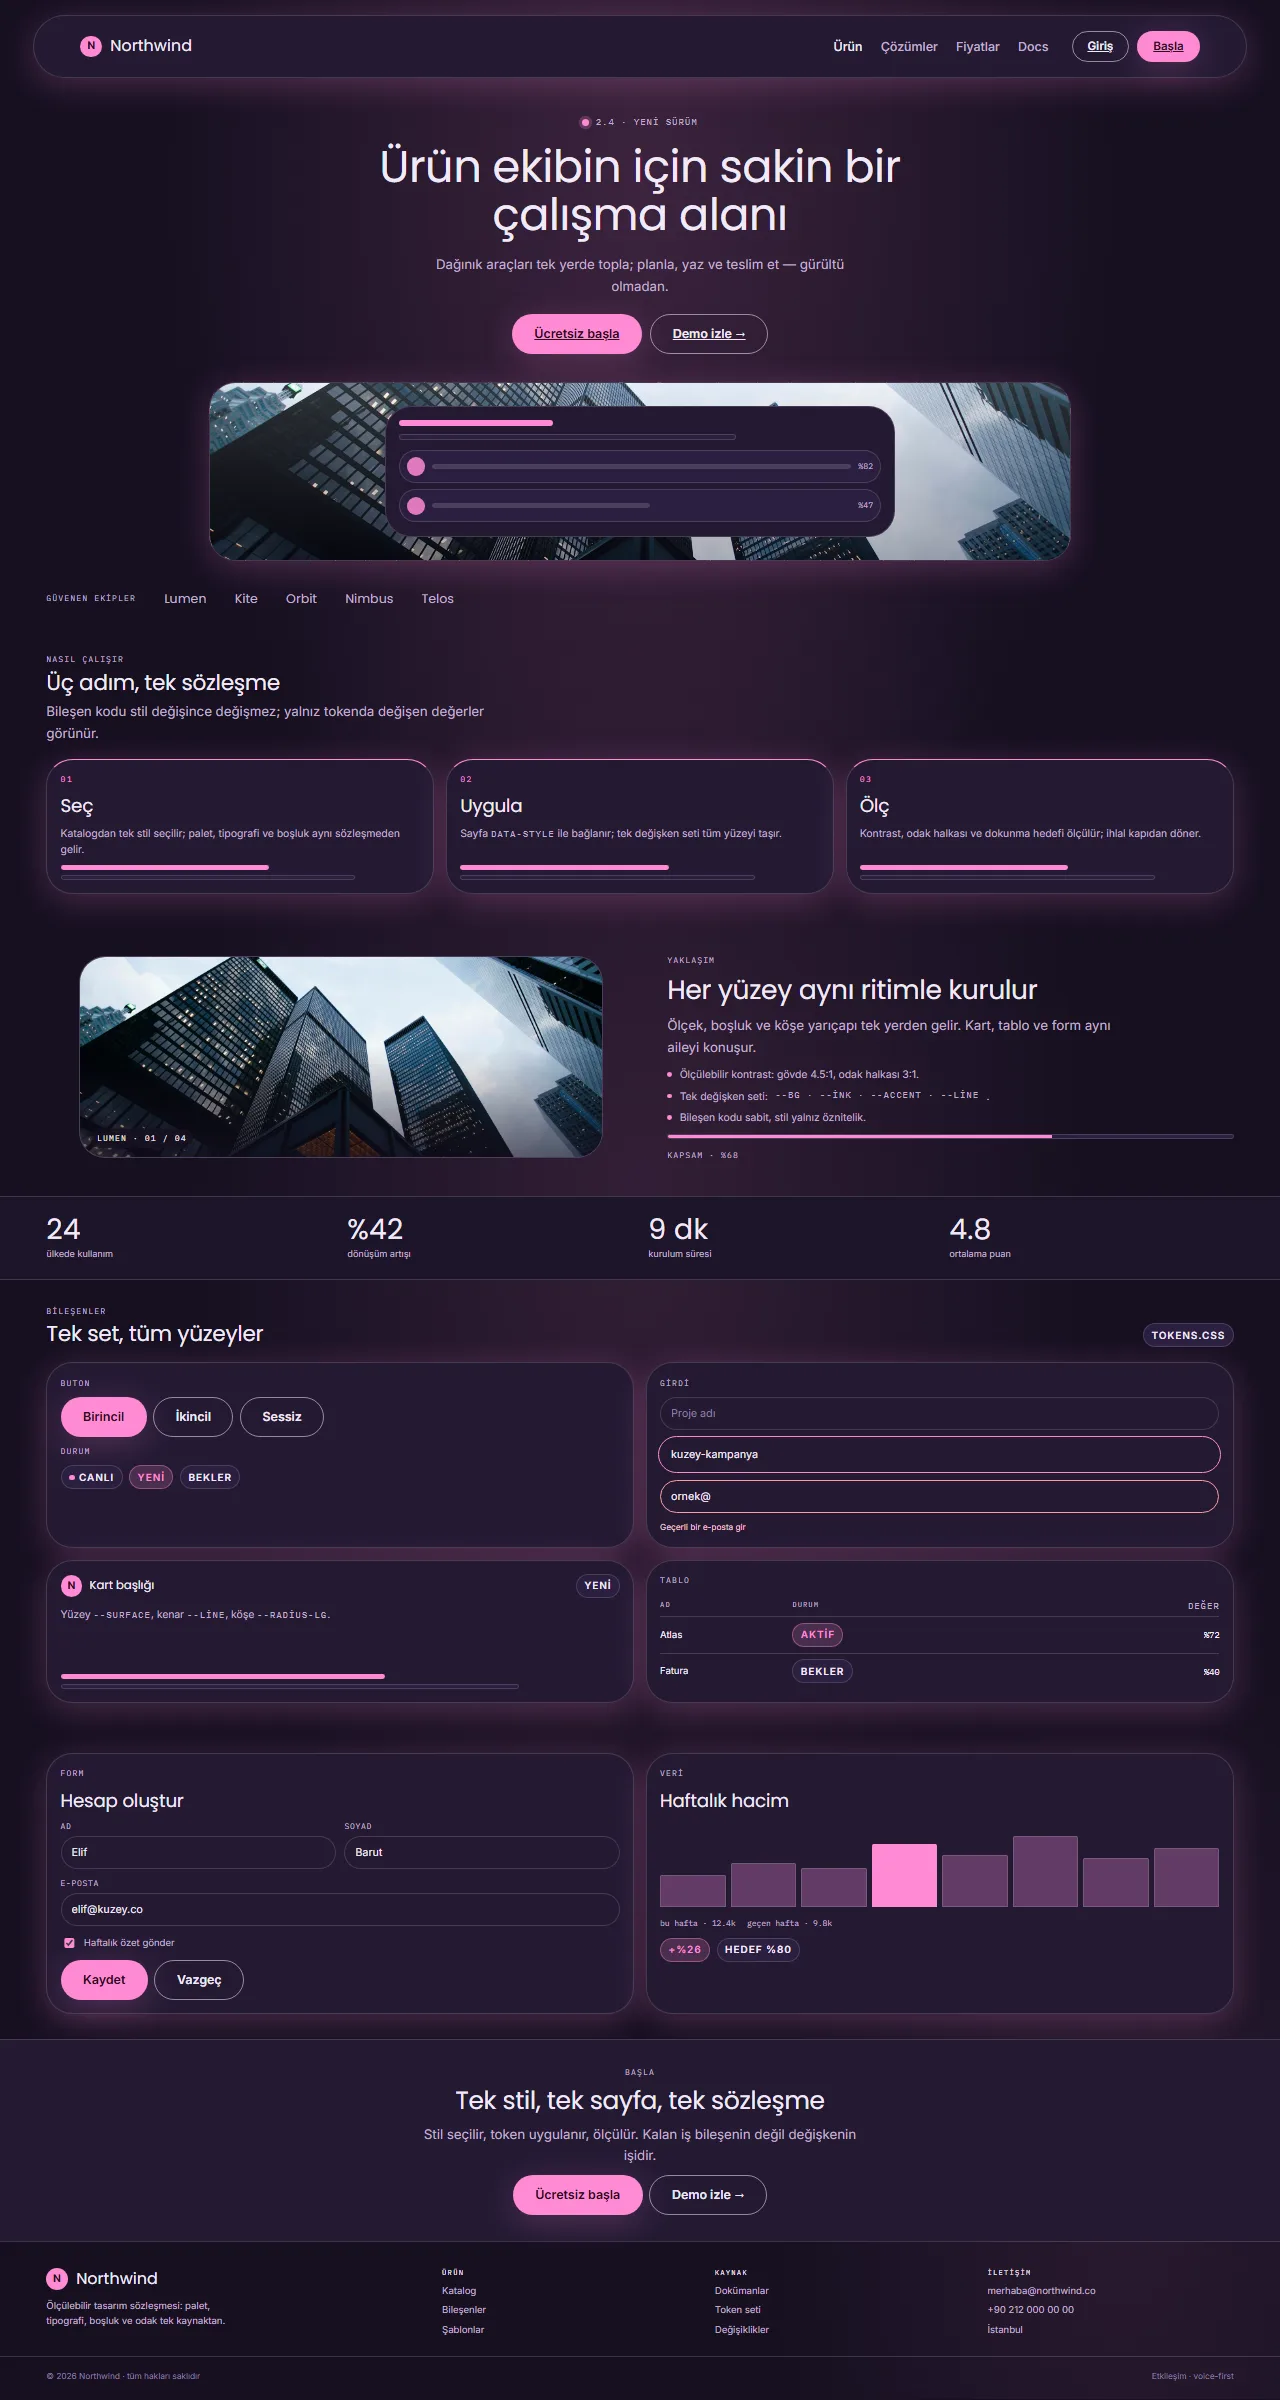 N Northwind
Ürün Çözümler Fiyatlar Docs Giriş Başla
2.4 · YENİ SÜRÜM
Ürün ekibin için sakin bir
çalışma alanı
Dağınık araçları tek yerde topla; planla, yaz ve teslim et — gürültü
olmadan.
Ücretsiz başla Demo izle →
%82
%47
GÜVENEN EKİPLER Lumen Kite Orbit Nimbus Telos
NASIL ÇALIŞIR
Üç adım, tek sözleşme
Bileşen kodu stil değişince değişmez; yalnız tokenda değişen değerler
görünür.
01
Seç
Katalogdan tek stil seçilir; palet, tipografi ve boşluk aynı sözleşmeden
gelir.
02
Uygula
Sayfa DATA-STYLE ile bağlanır; tek değişken seti tüm yüzeyi taşır.
03
Ölç
Kontrast, odak halkası ve dokunma hedefi ölçülür; ihlal kapıdan döner.
LUMEN · 01 / 04
YAKLAŞIM
Her yüzey aynı ritimle kurulur
Ölçek, boşluk ve köşe yarıçapı tek yerden gelir. Kart, tablo ve form aynı
aileyi konuşur.
Ölçülebilir kontrast: gövde 4.5:1, odak halkası 3:1.
Tek değişken seti: --BG · --İNK · --ACCENT · --LİNE .
Bileşen kodu sabit, stil yalnız öznitelik.
KAPSAM · %68
24
ülkede kullanım
%42
dönüşüm artışı
9 dk
kurulum süresi
4.8
ortalama puan
BİLEŞENLER
Tek set, tüm yüzeyler
TOKENS.CSS
BUTON
Birincil İkincil Sessiz
DURUM
CANLI YENİ BEKLER
GİRDİ
Proje adı
kuzey-kampanya
ornek@
Geçerli bir e-posta gir
N Kart başlığı YENİ
Yüzey --SURFACE, kenar --LİNE, köşe --RADİUS-LG.
TABLO
AD DURUM DEĞER
Atlas AKTİF %72
Fatura BEKLER %40
FORM
Hesap oluştur
AD SOYAD
Elif Barut
E-POSTA
elif@kuzey.co
Haftalık özet gönder
Kaydet Vazgeç
VERİ
Haftalık hacim
bu hafta · 12.4k geçen hafta · 9.8k
+%26 HEDEF %80
BAŞLA
Tek stil, tek sayfa, tek sözleşme
Stil seçilir, token uygulanır, ölçülür. Kalan iş bileşenin değil değişkenin
işidir.
Ücretsiz başla Demo izle →
N Northwind
Ölçülebilir tasarım sözleşmesi: palet,
tipografi, boşluk ve odak tek kaynaktan.
ÜRÜN
Katalog
Bileşenler
Şablonlar
KAYNAK
Dokümanlar
Token seti
Değişiklikler
İLETİŞİM
merhaba@northwind.co
+90 212 000 00 00
İstanbul
© 2026 Northwind · tüm hakları saklıdır
Etkileşim · voice-first